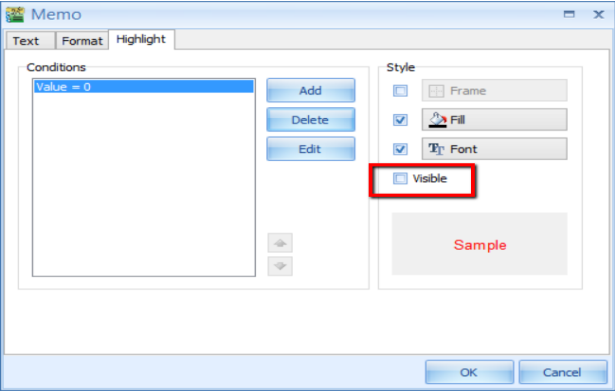 Memo
Text Format Highlight
Conditions
Value = 0
Add
Delete
Edit
Style
Frame
Fill
Font
Visible
Sample
OK Cancel